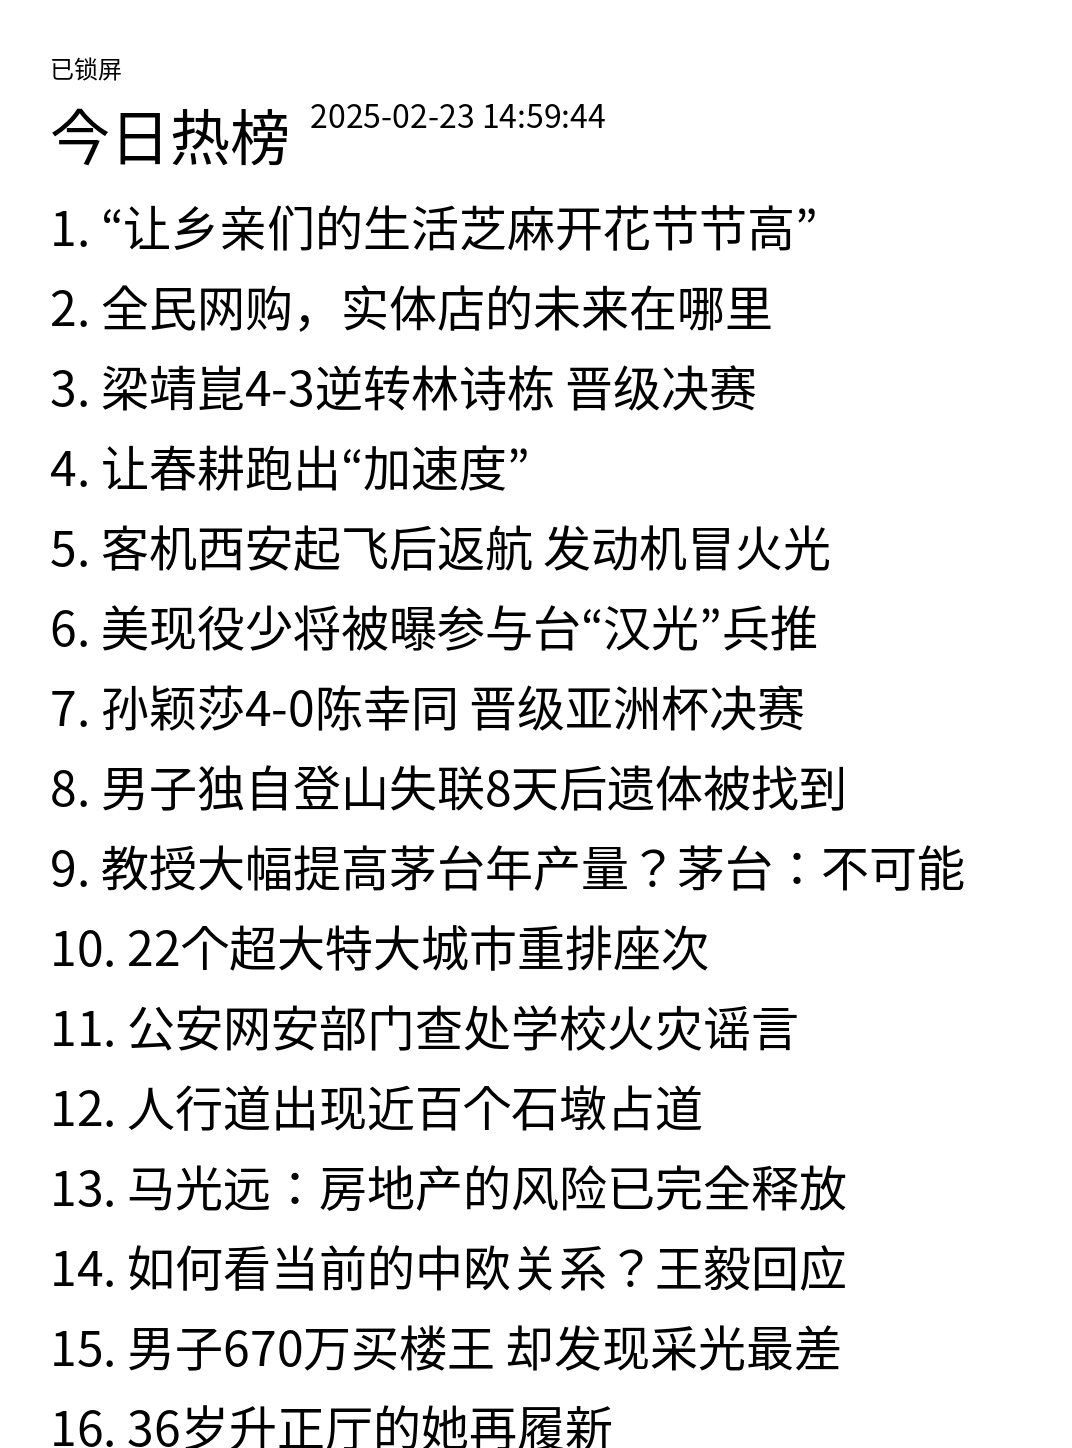 已锁屏
今日热榜 2025-02-23 14:59:44
1. “让乡亲们的生活芝麻开花节节高”
2. 全民网购，实体店的未来在哪里
3. 梁靖崑4-3逆转林诗栋 晋级决赛
4. 让春耕跑出“加速度”
5. 客机西安起飞后返航 发动机冒火光
6. 美现役少将被曝参与台“汉光”兵推
7. 孙颖莎4-0陈幸同 晋级亚洲杯决赛
8. 男子独自登山失联8天后遗体被找到
9. 教授大幅提高茅台年产量？茅台：不可能
10. 22个超大特大城市重排座次
11. 公安网安部门查处学校火灾谣言
12. 人行道出现近百个石墩占道
13. 马光远：房地产的风险已完全释放
14. 如何看当前的中欧关系？王毅回应
15. 男子670万买楼王 却发现采光最差
16. 36岁升正厅的她再履新